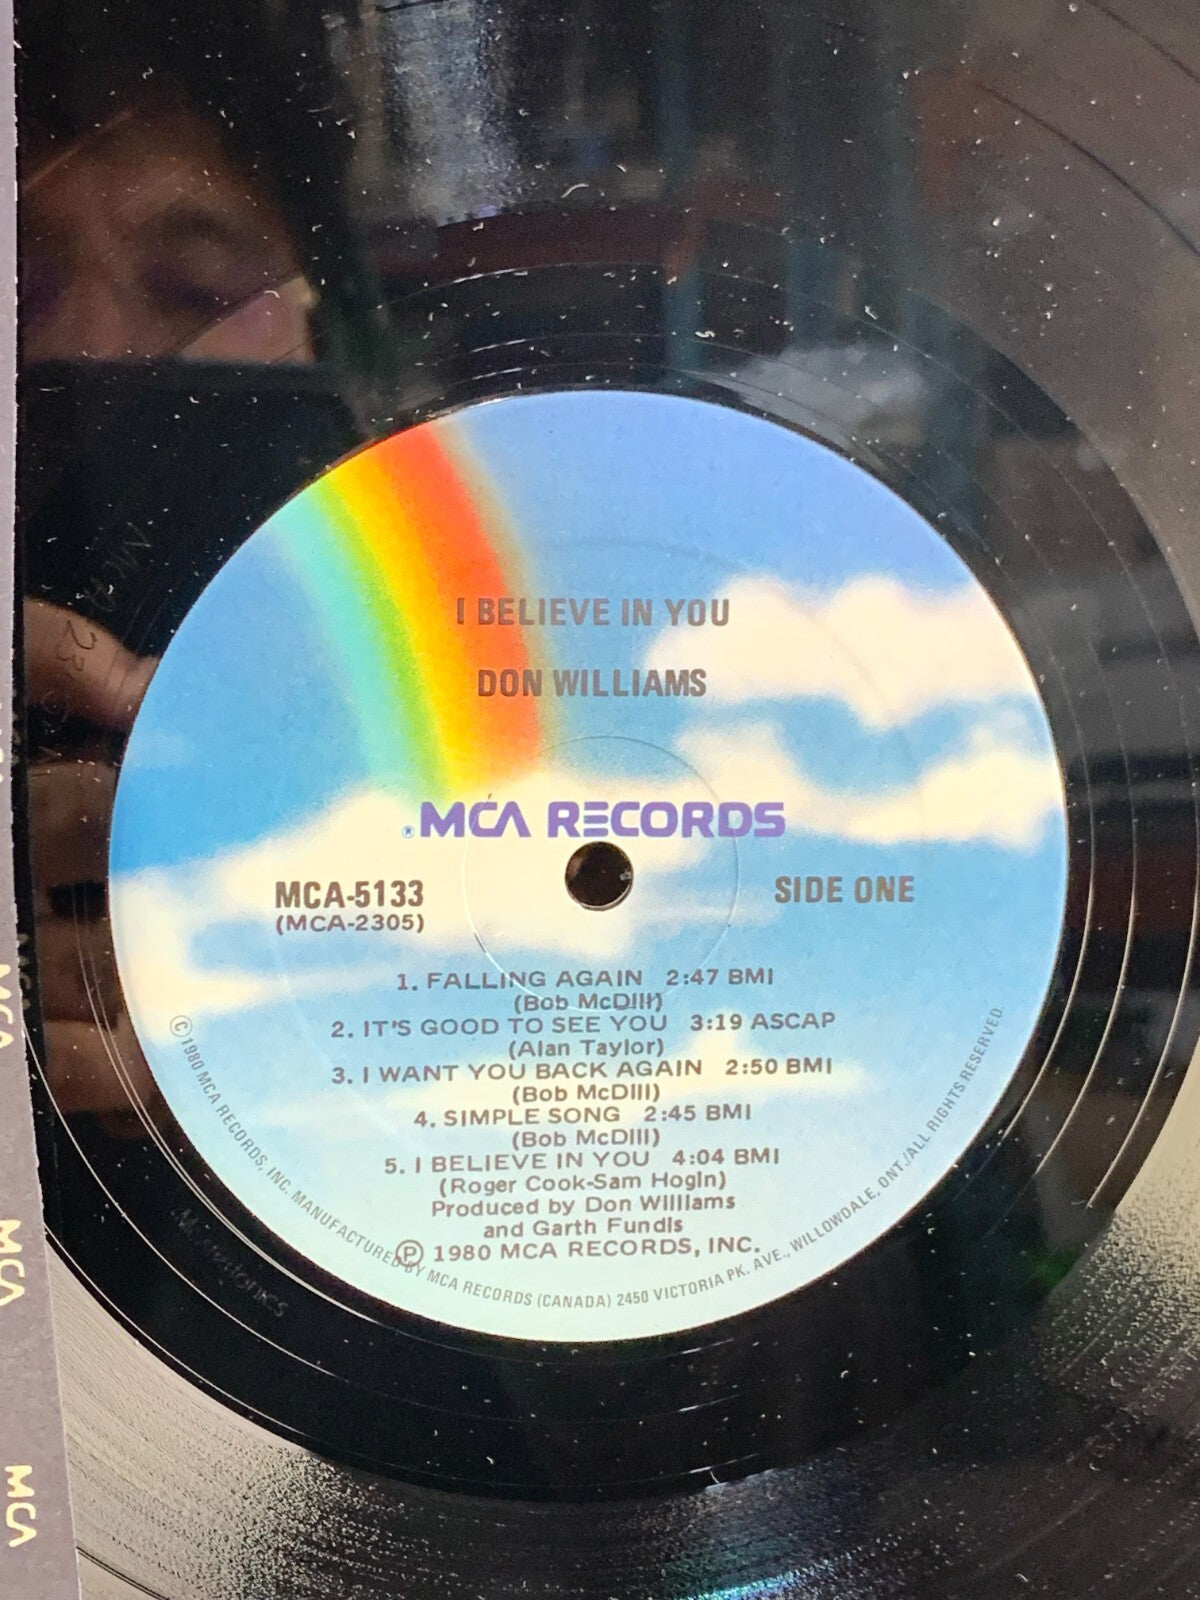 I BELIEVE IN YOU
DON WILLIAMS
®MCA RECORDS
MCA-5133
(MCA-2305)
SIDE ONE
1. FALLING AGAIN 2:47 BMI
(Bob McDill)
2. IT'S GOOD TO SEE YOU 3:19 ASCAP
(Alan Taylor)
3. I WANT YOU BACK AGAIN 2:50 BMI
(Bob McDill)
4. SIMPLE SONG 2:45 BMI
(Bob McDill)
5. I BELIEVE IN YOU 4:04 BMI
(Roger Cook-Sam Hogin)
Produced by Don Williams
and Garth Fundis
Ⓟ 1980 MCA RECORDS, INC.
©1980 MCA RECORDS, INC. MANUFACTURED BY MCA RECORDS (CANADA) 2450 VICTORIA PK. AVE., WILLOWDALE, ONT./ALL RIGHTS RESERVED.
MCA
MCA
MCA